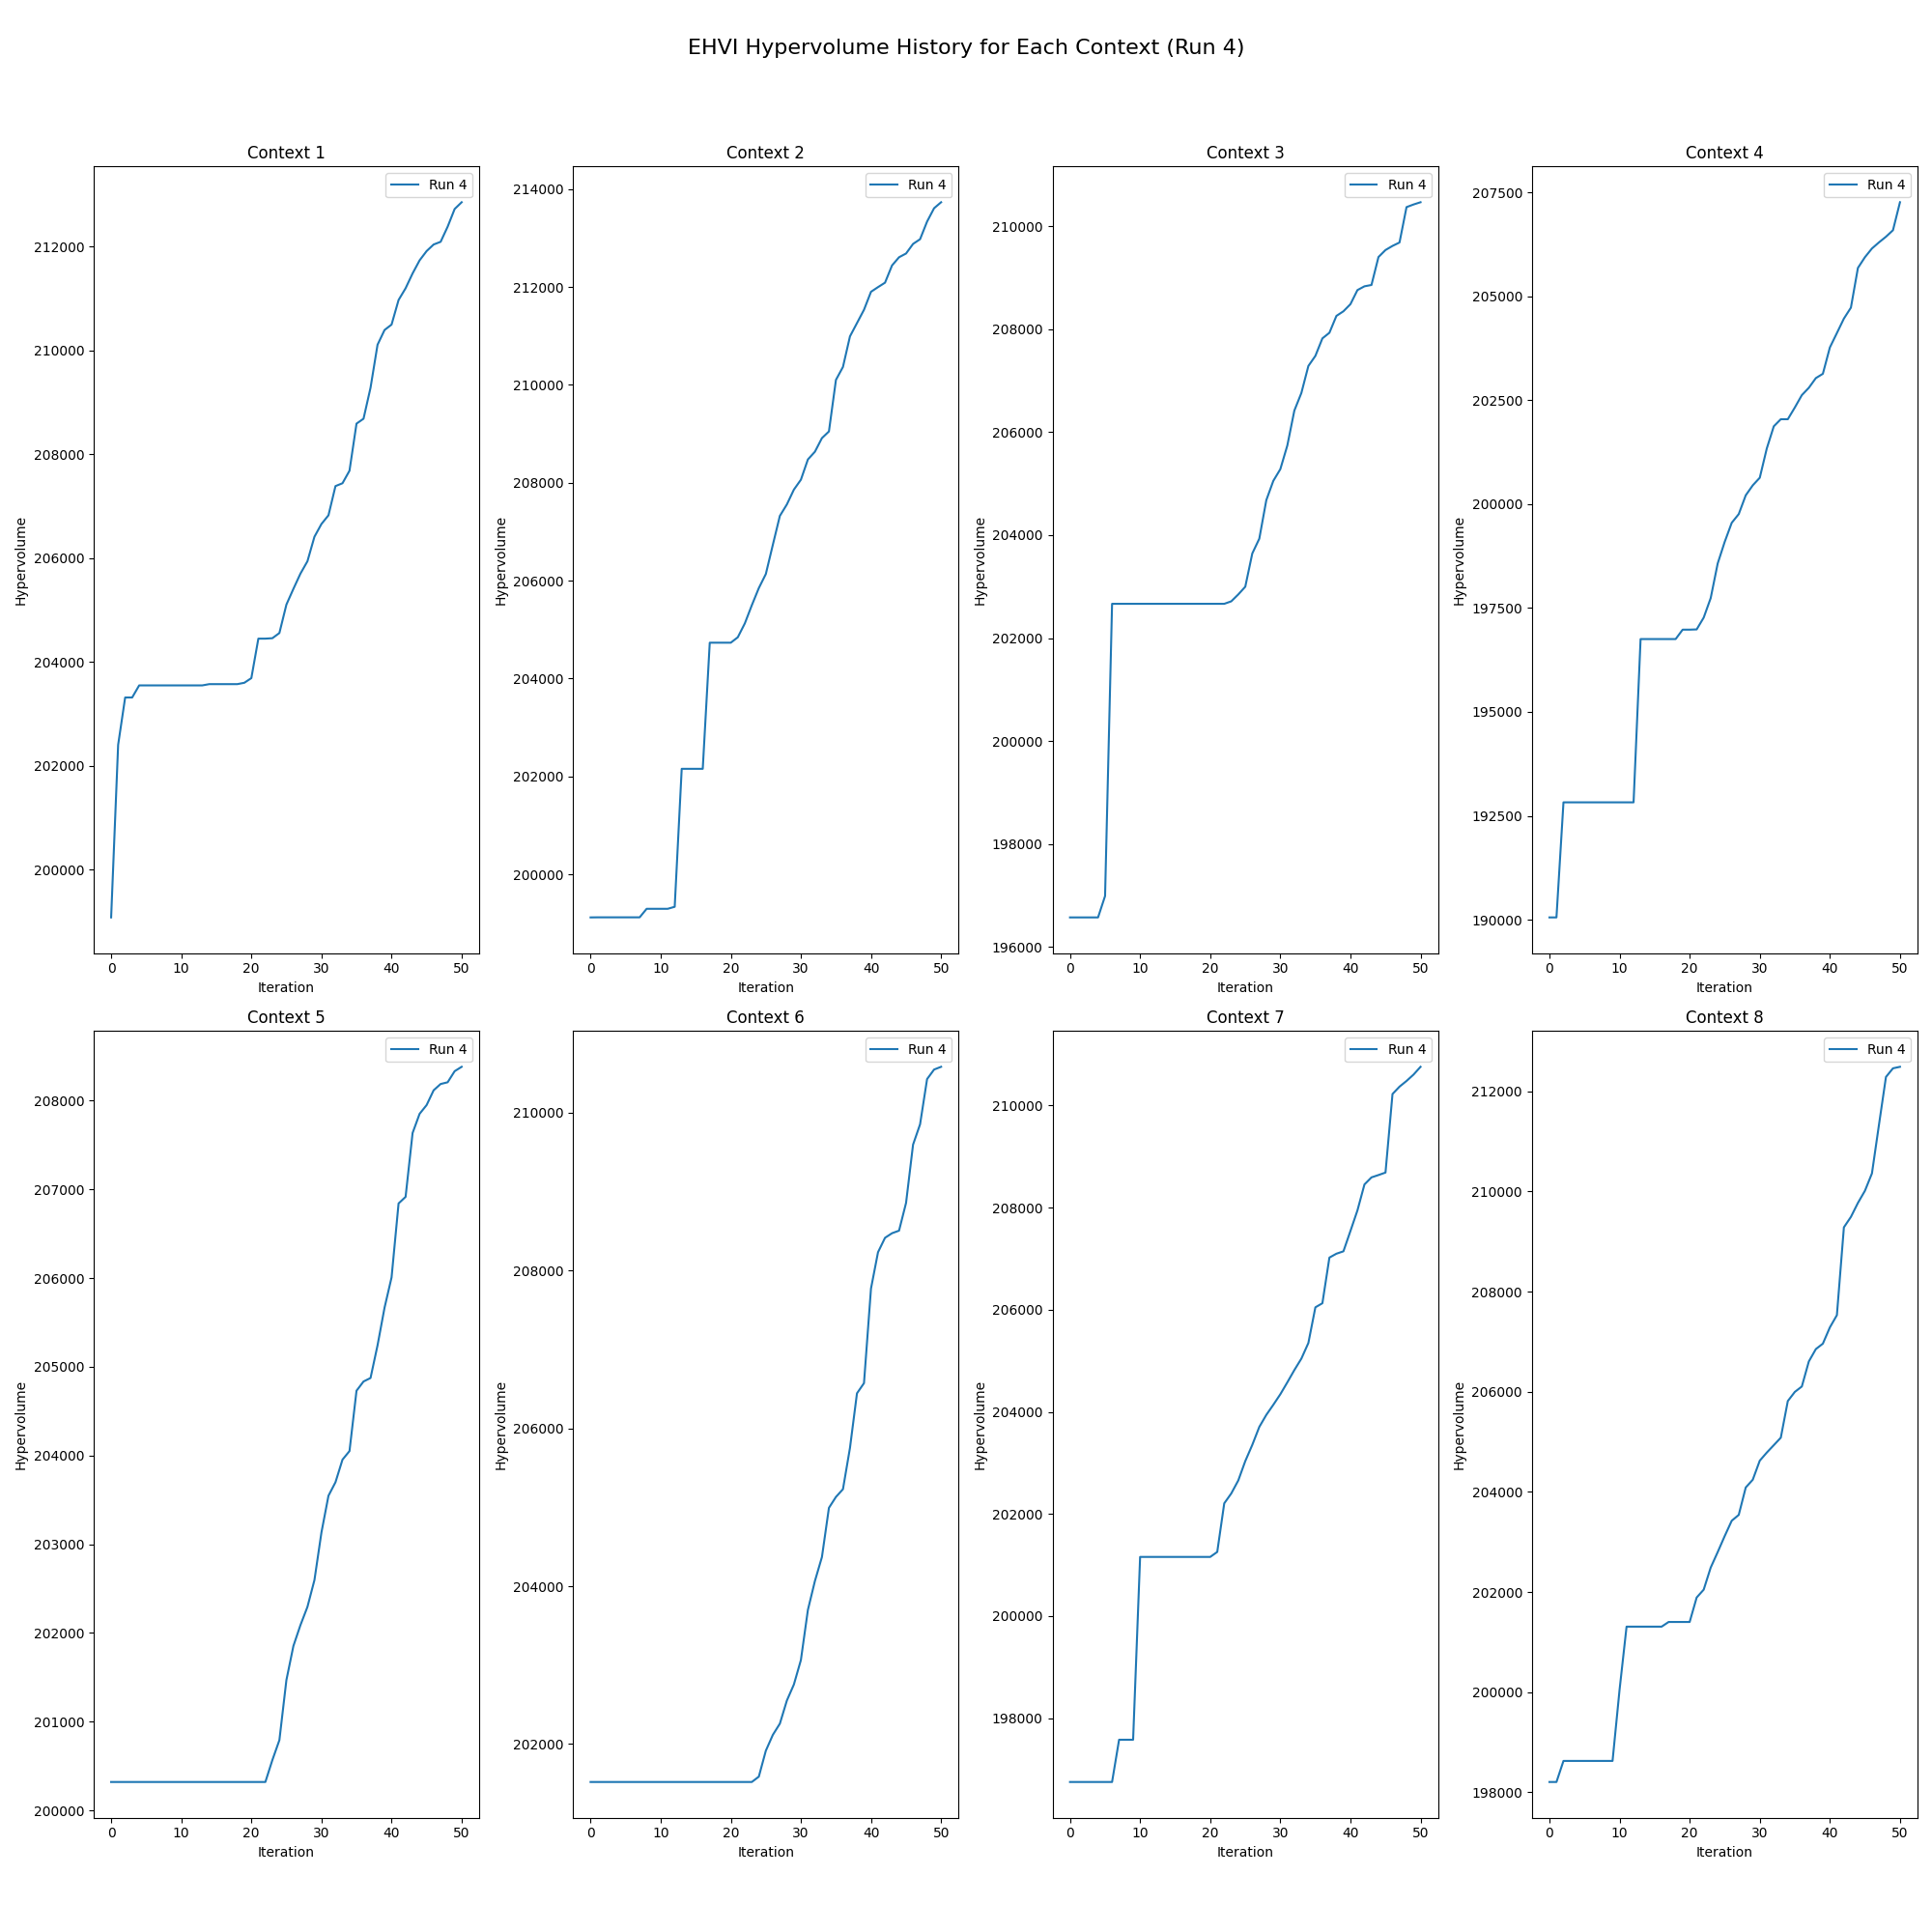 EHVI Hypervolume History for Each Context (Run 4)
Context 1
Run 4
Hypervolume
212000
210000
208000
206000
204000
202000
200000
0 10 20 30 40 50
Iteration
Context 2
Run 4
Hypervolume
214000
212000
210000
208000
206000
204000
202000
200000
0 10 20 30 40 50
Iteration
Context 3
Run 4
Hypervolume
210000
208000
206000
204000
202000
200000
198000
196000
0 10 20 30 40 50
Iteration
Context 4
Run 4
Hypervolume
207500
205000
202500
200000
197500
195000
192500
190000
0 10 20 30 40 50
Iteration
Context 5
Run 4
Hypervolume
208000
207000
206000
205000
204000
203000
202000
201000
200000
0 10 20 30 40 50
Iteration
Context 6
Run 4
Hypervolume
210000
208000
206000
204000
202000
0 10 20 30 40 50
Iteration
Context 7
Run 4
Hypervolume
210000
208000
206000
204000
202000
200000
198000
0 10 20 30 40 50
Iteration
Context 8
Run 4
Hypervolume
212000
210000
208000
206000
204000
202000
200000
198000
0 10 20 30 40 50
Iteration